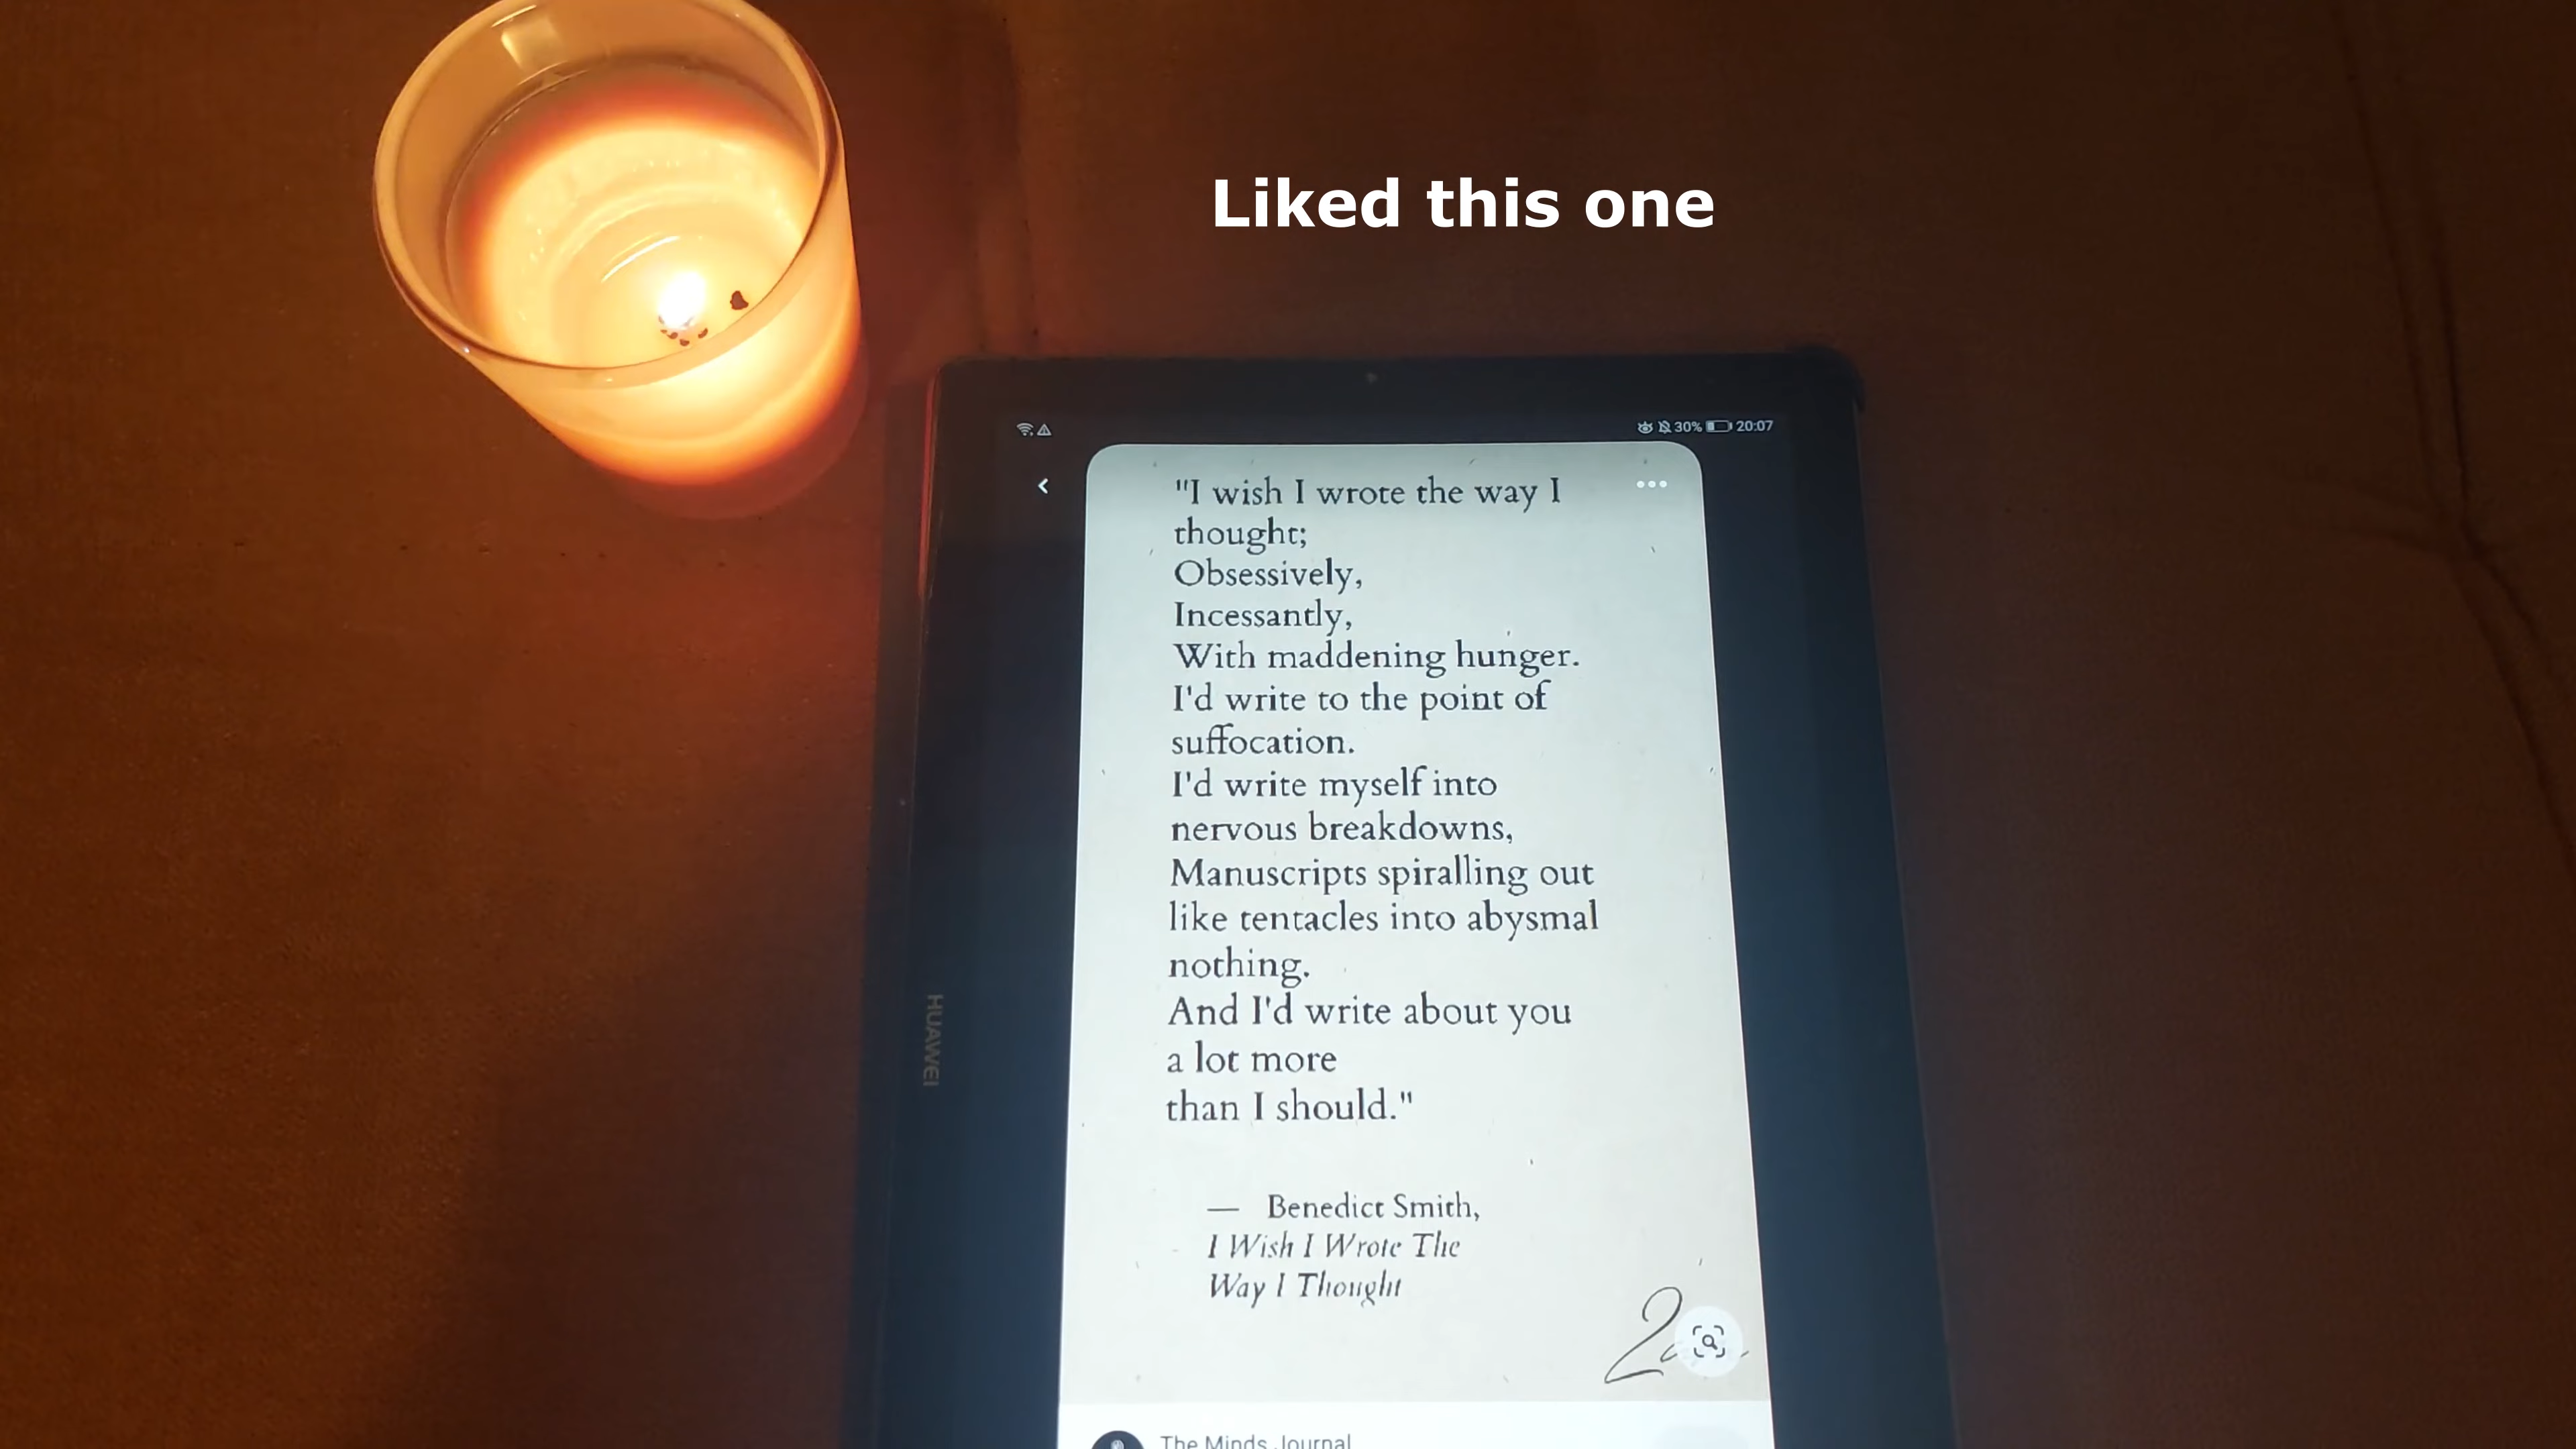 Liked this one
30% 20:07
"I wish I wrote the way I
thought;
Obsessively,
Incessantly,
With maddening hunger.
I'd write to the point of
suffocation.
I'd write myself into
nervous breakdowns,
Manuscripts spiralling out
like tentacles into abysmal
nothing.
And I'd write about you
a lot more
than I should."
— Benedict Smith,
I Wish I Wrote The
Way I Thought
The Minds Journal
HUAWEI